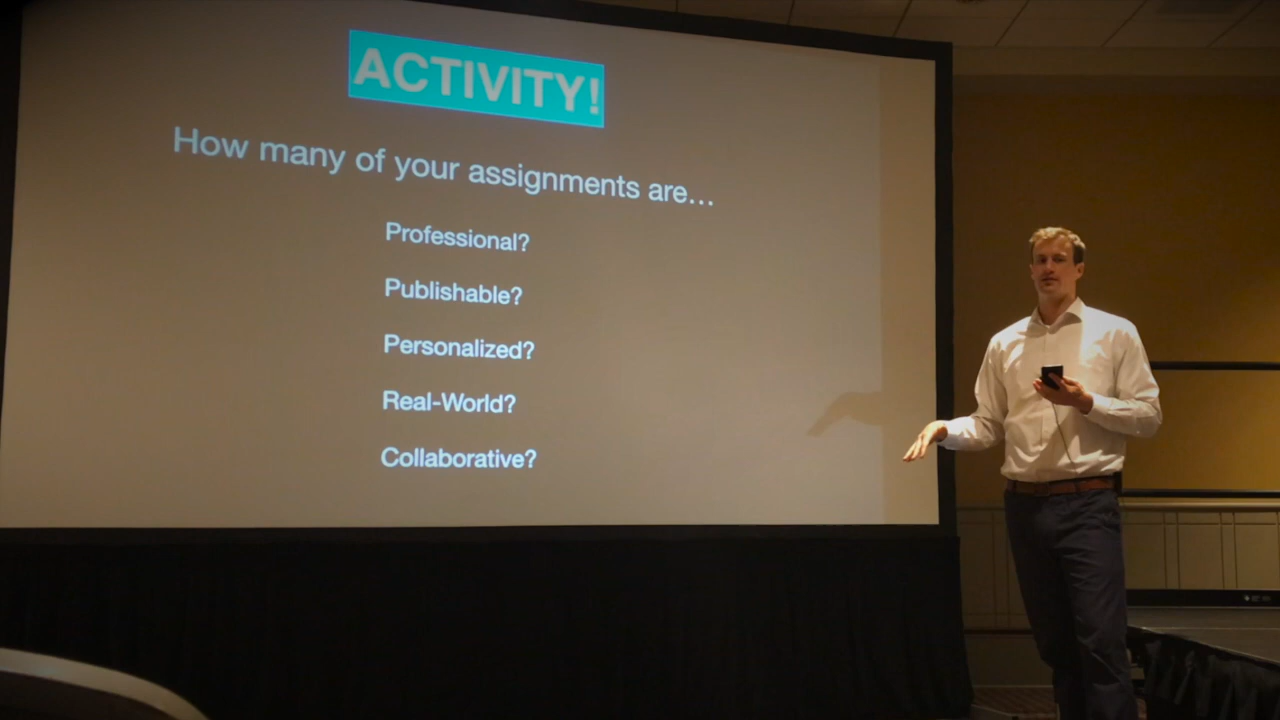 ACTIVITY!
How many of your assignments are...
Professional?
Publishable?
Personalized?
Real-World?
Collaborative?